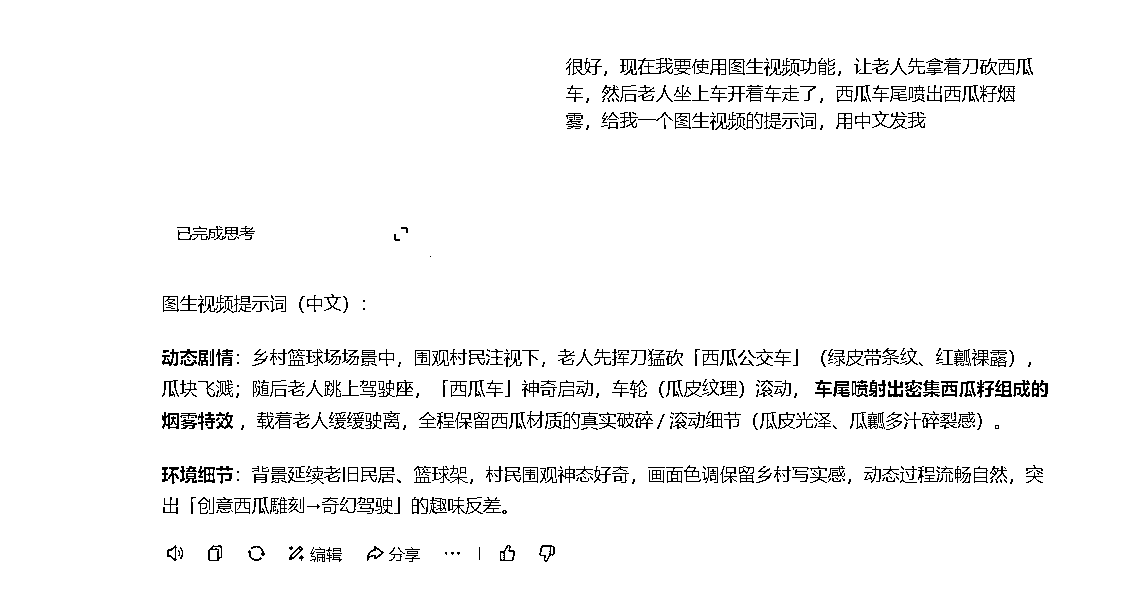 很好，现在我要使用图生视频功能，让老人先拿着刀砍西瓜
车，然后老人坐上车开着车走了，西瓜车尾喷出西瓜籽烟
雾，给我一个图生视频的提示词，用中文发我
已完成思考
图生视频提示词（中文）：
动态剧情：乡村篮球场场景中，围观村民注视下，老人先挥刀猛砍「西瓜公交车」（绿皮带条纹、红瓤裸露），
瓜块飞溅；随后老人跳上驾驶座，「西瓜车」神奇启动，车轮（瓜皮纹理）滚动，车尾喷射出密集西瓜籽组成的
烟雾特效，载着老人缓缓驶离，全程保留西瓜材质的真实破碎 / 滚动细节（瓜皮光泽、瓜瓤多汁碎裂感）。
环境细节：背景延续老旧民居、篮球架，村民围观神态好奇，画面色调保留乡村写实感，动态过程流畅自然，突
出「创意西瓜雕刻→奇幻驾驶」的趣味反差。
编辑 分享